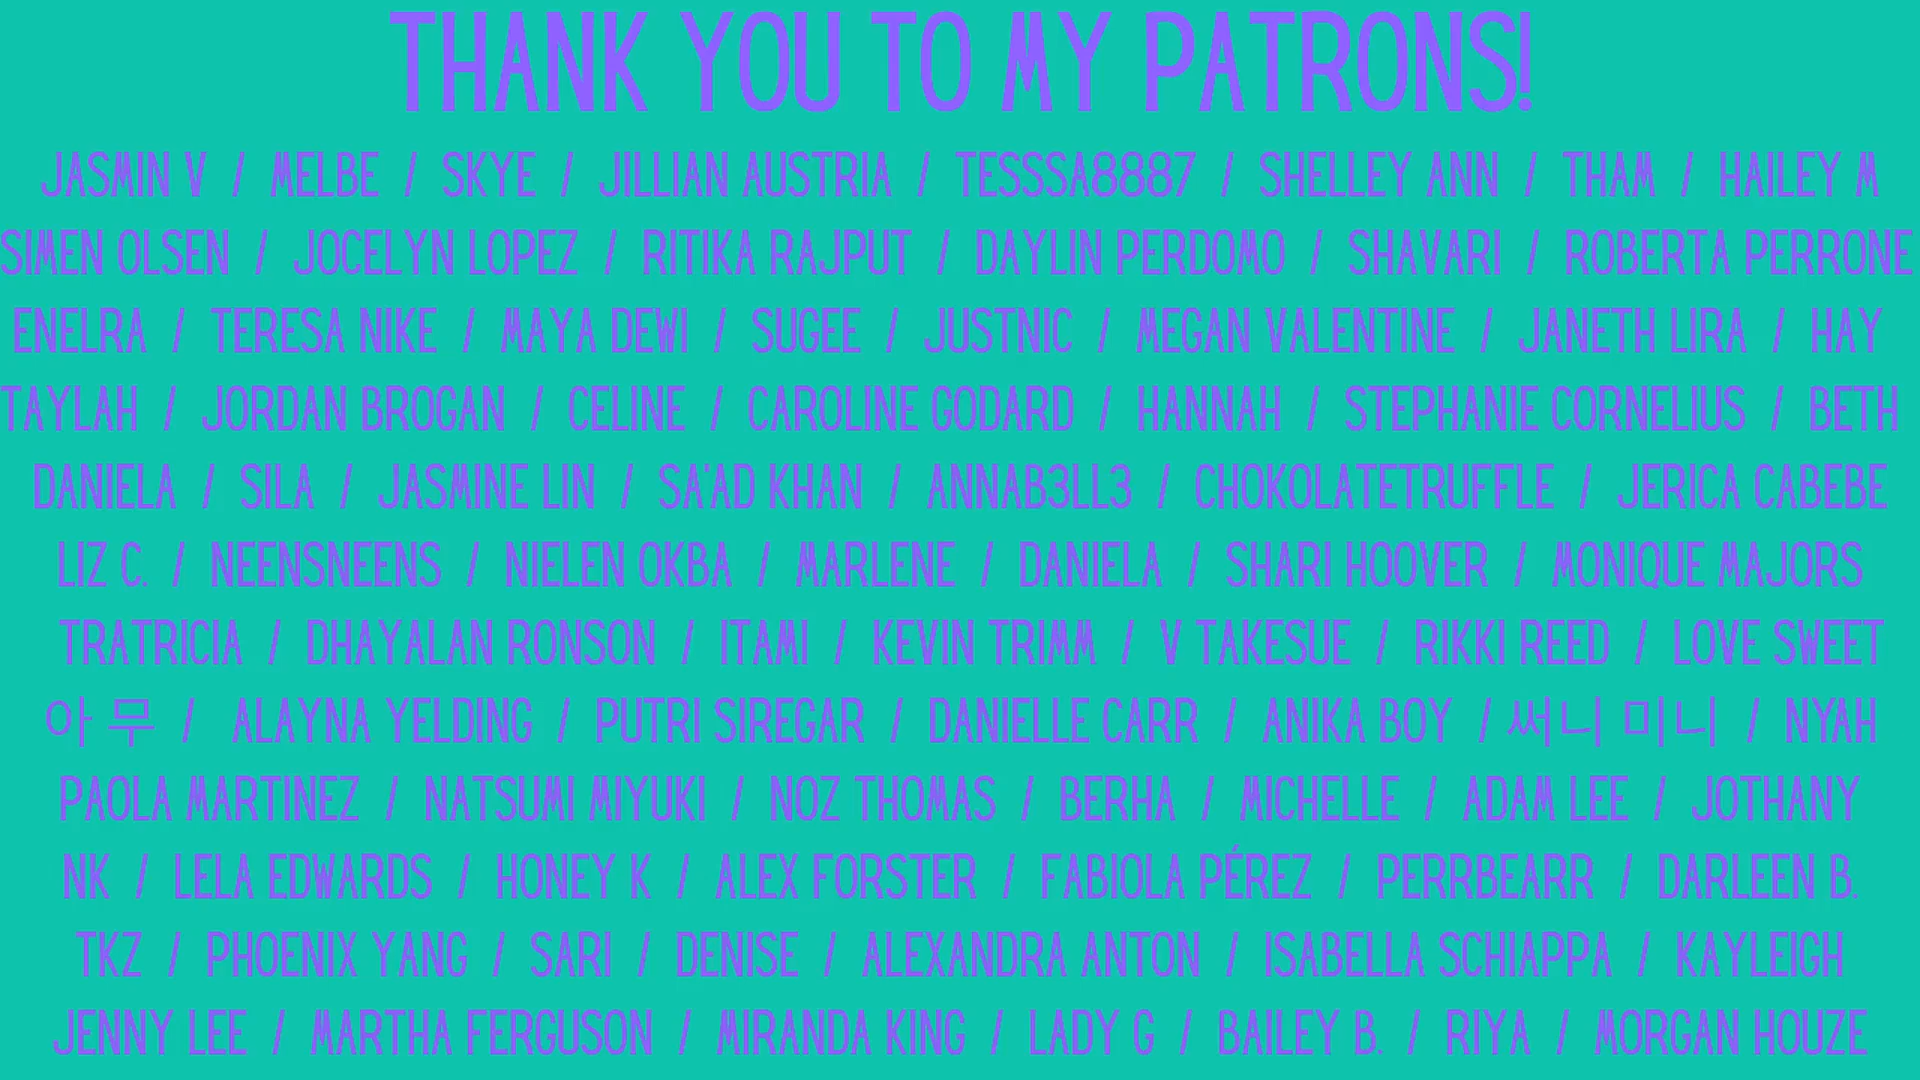 THANK YOU TO MY PATRONS!
JASMIN V / MELBE / SKYE / JILLIAN AUSTRIA / TESSSA8887 / SHELLEY ANN / THAM / HAILEY M
SIMEN OLSEN / JOCELYN LOPEZ / RITIKA RAJPUT / DAYLIN PERDOMO / SHAVARI / ROBERTA PERRONE
ENELRA / TERESA NIKE / MAYA DEWI / SUGEE / JUSTNIC / MEGAN VALENTINE / JANETH LIRA / HAY
TAYLAH / JORDAN BROGAN / CELINE / CAROLINE GODARD / HANNAH / STEPHANIE CORNELIUS / BETH
DANIELA / SILA / JASMINE LIN / SA'AD KHAN / ANNAB3LL3 / CHOKOLATETRUFFLE / JERICA CABEBE
LIZ C. / NEENSNEENS / NIELEN OKBA / MARLENE / DANIELA / SHARI HOOVER / MONIQUE MAJORS
TRATRICIA / DHAYALAN RONSON / ITAMI / KEVIN TRIMM / V TAKESUE / RIKKI REED / LOVE SWEET
아 무 / ALAYNA YELDING / PUTRI SIREGAR / DANIELLE CARR / ANIKA BOY / 써니 미니 / NYAH
PAOLA MARTINEZ / NATSUMI MIYUKI / NOZ THOMAS / BERHA / MICHELLE / ADAM LEE / JOTHANY
NK / LELA EDWARDS / HONEY K / ALEX FORSTER / FABIOLA PÉREZ / PERRBEARR / DARLEEN B.
TKZ / PHOENIX YANG / SARI / DENISE / ALEXANDRA ANTON / ISABELLA SCHIAPPA / KAYLEIGH
JENNY LEE / MARTHA FERGUSON / MIRANDA KING / LADY G / BAILEY B. / RIYA / MORGAN HOUZE